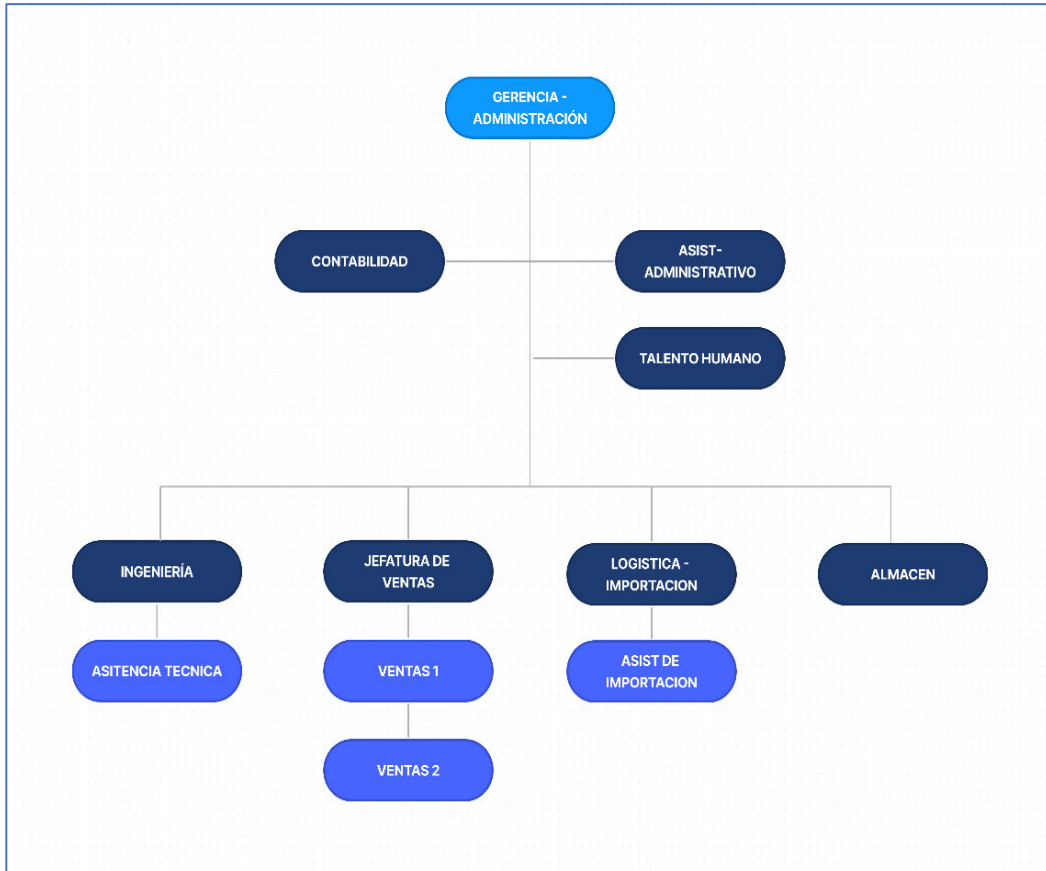 GERENCIA -
ADMINISTRACIÓN
CONTABILIDAD
ASIST-
ADMINISTRATIVO
TALENTO HUMANO
INGENIERÍA
JEFATURA DE
VENTAS
LOGISTICA -
IMPORTACION
ALMACEN
ASITENCIA TECNICA
VENTAS 1
ASIST DE
IMPORTACION
VENTAS 2